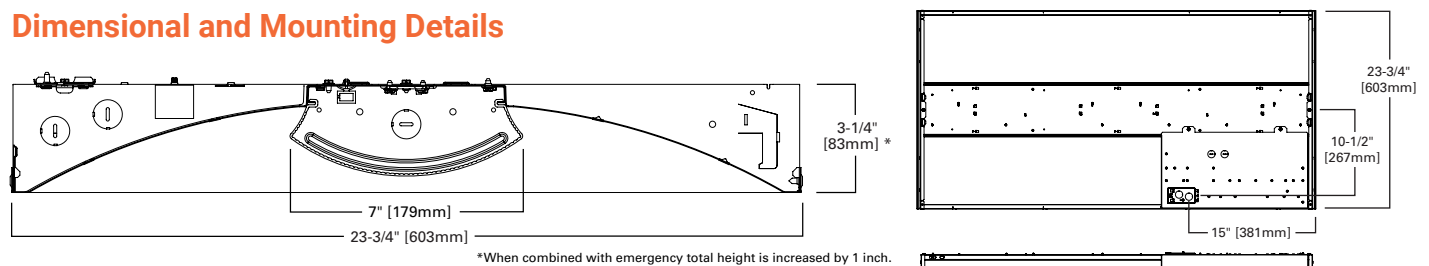 Dimensional and Mounting Details
3-1/4"
[83mm] *
7" [179mm]
23-3/4" [603mm]
*When combined with emergency total height is increased by 1 inch.
23-3/4"
[603mm]
10-1/2"
[267mm]
15" [381mm]